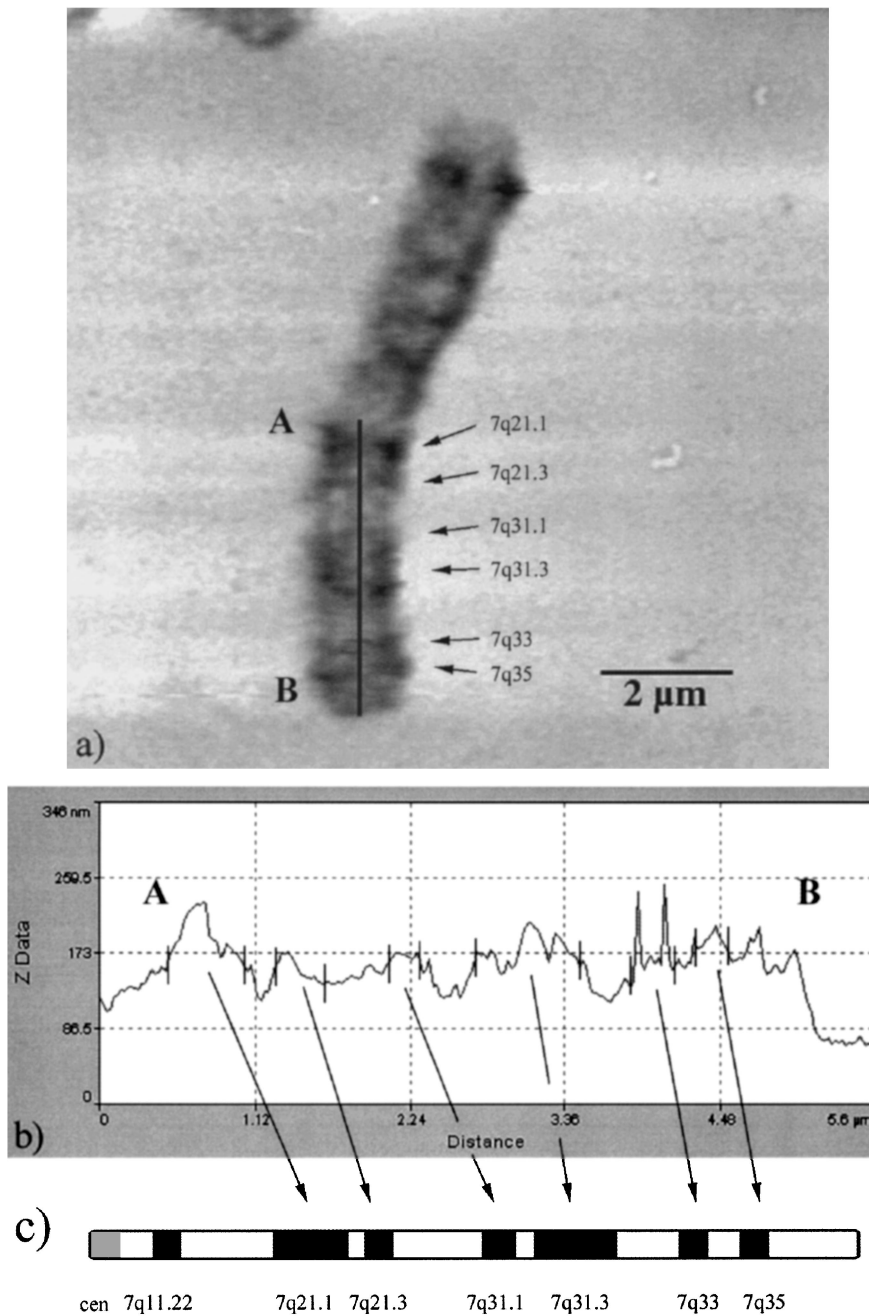 A
7q21.1
7q21.3
7q31.1
7q31.3
7q33
7q35
B
2 µm
a)
346 nm
259.5
173
86.5
0
Z Data
A
B
0
1.12
2.24
3.36
4.48
5.6 µm
Distance
b)
c)
cen 7q11.22 7q21.1 7q21.3 7q31.1 7q31.3 7q33 7q35